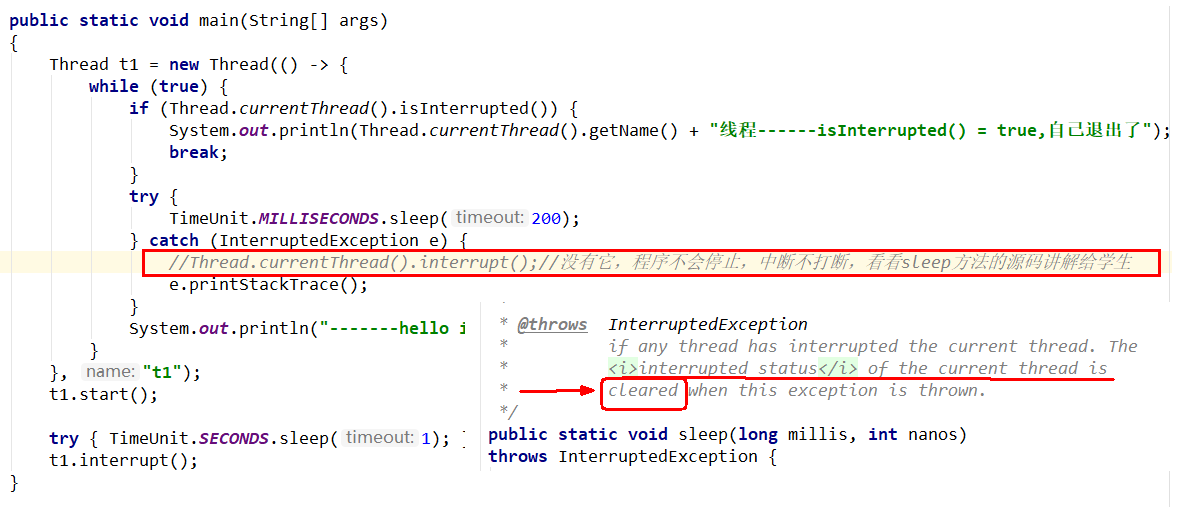 public static void main(String[] args)
{
Thread t1 = new Thread(() -> {
while (true) {
if (Thread.currentThread().isInterrupted()) {
System.out.println(Thread.currentThread().getName() + "线程------isInterrupted() = true,自己退出了");
break;
}
try {
TimeUnit.MILLISECONDS.sleep( timeout: 200);
} catch (InterruptedException e) {
//Thread.currentThread().interrupt();//没有它，程序不会停止，中断不打断，看看sleep方法的源码讲解给学生
e.printStackTrace();
}
System.out.println("-------hello i
}
}, name: "t1");
t1.start();
try { TimeUnit.SECONDS.sleep( timeout: 1);
t1.interrupt();
}
*
* @throws InterruptedException
* if any thread has interrupted the current thread. The
* <i>interrupted status</i> of the current thread is
* cleared when this exception is thrown.
*/
public static void sleep(long millis, int nanos)
throws InterruptedException {